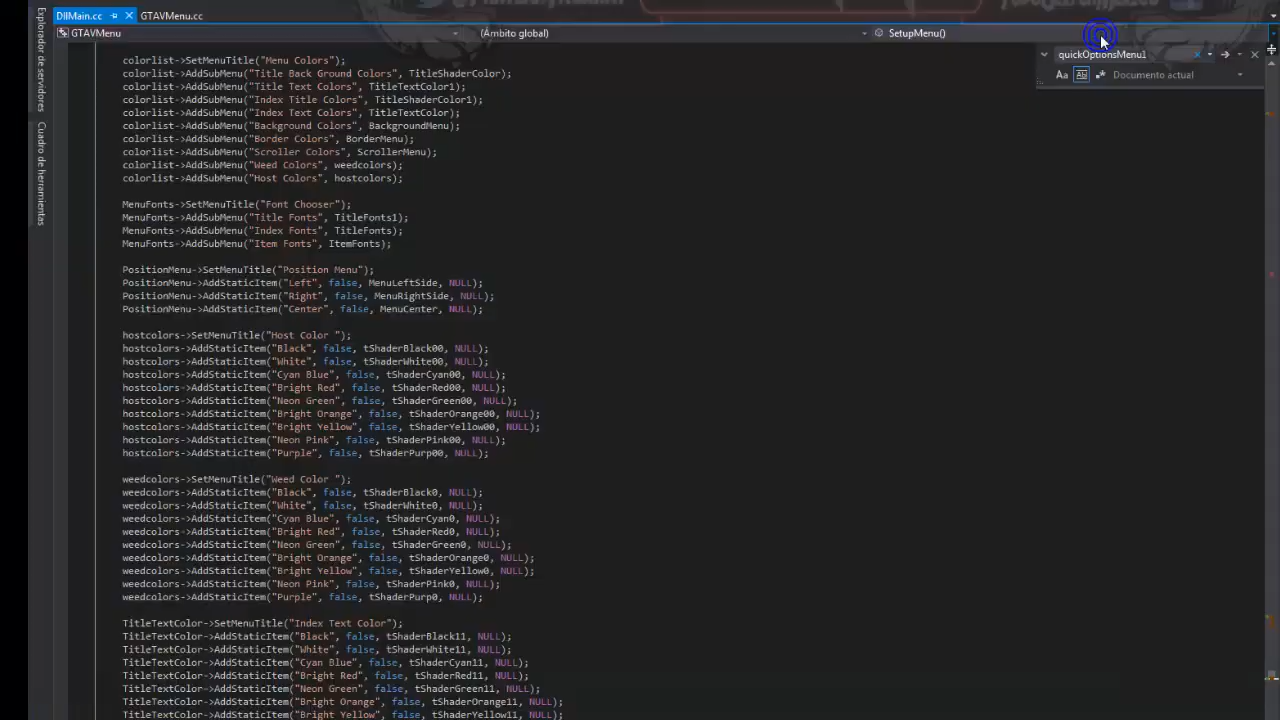 DllMain.cc
GTAVMenu.cc
GTAVMenu
(Ámbito global)
SetupMenu()
quickOptionsMenu1
Aa
Ab
Documento actual
Explorador de servidores
Cuadro de herramientas
colorlist->SetMenuTitle("Menu Colors");
colorlist->AddSubMenu("Title Back Ground Colors", TitleShaderColor);
colorlist->AddSubMenu("Title Text Colors", TitleTextColor1);
colorlist->AddSubMenu("Index Title Colors", TitleShaderColor1);
colorlist->AddSubMenu("Index Text Colors", TitleTextColor);
colorlist->AddSubMenu("Background Colors", BackgroundMenu);
colorlist->AddSubMenu("Border Colors", BorderMenu);
colorlist->AddSubMenu("Scroller Colors", ScrollerMenu);
colorlist->AddSubMenu("Weed Colors", weedcolors);
colorlist->AddSubMenu("Host Colors", hostcolors);
MenuFonts->SetMenuTitle("Font Chooser");
MenuFonts->AddSubMenu("Title Fonts", TitleFonts1);
MenuFonts->AddSubMenu("Index Fonts", TitleFonts);
MenuFonts->AddSubMenu("Item Fonts", ItemFonts);
PositionMenu->SetMenuTitle("Position Menu");
PositionMenu->AddStaticItem("Left", false, MenuLeftSide, NULL);
PositionMenu->AddStaticItem("Right", false, MenuRightSide, NULL);
PositionMenu->AddStaticItem("Center", false, MenuCenter, NULL);
hostcolors->SetMenuTitle("Host Color ");
hostcolors->AddStaticItem("Black", false, tShaderBlack00, NULL);
hostcolors->AddStaticItem("White", false, tShaderWhite00, NULL);
hostcolors->AddStaticItem("Cyan Blue", false, tShaderCyan00, NULL);
hostcolors->AddStaticItem("Bright Red", false, tShaderRed00, NULL);
hostcolors->AddStaticItem("Neon Green", false, tShaderGreen00, NULL);
hostcolors->AddStaticItem("Bright Orange", false, tShaderOrange00, NULL);
hostcolors->AddStaticItem("Bright Yellow", false, tShaderYellow00, NULL);
hostcolors->AddStaticItem("Neon Pink", false, tShaderPink00, NULL);
hostcolors->AddStaticItem("Purple", false, tShaderPurp00, NULL);
weedcolors->SetMenuTitle("Weed Color ");
weedcolors->AddStaticItem("Black", false, tShaderBlack0, NULL);
weedcolors->AddStaticItem("White", false, tShaderWhite0, NULL);
weedcolors->AddStaticItem("Cyan Blue", false, tShaderCyan0, NULL);
weedcolors->AddStaticItem("Bright Red", false, tShaderRed0, NULL);
weedcolors->AddStaticItem("Neon Green", false, tShaderGreen0, NULL);
weedcolors->AddStaticItem("Bright Orange", false, tShaderOrange0, NULL);
weedcolors->AddStaticItem("Bright Yellow", false, tShaderYellow0, NULL);
weedcolors->AddStaticItem("Neon Pink", false, tShaderPink0, NULL);
weedcolors->AddStaticItem("Purple", false, tShaderPurp0, NULL);
TitleTextColor->SetMenuTitle("Index Text Color");
TitleTextColor->AddStaticItem("Black", false, tShaderBlack11, NULL);
TitleTextColor->AddStaticItem("White", false, tShaderWhite11, NULL);
TitleTextColor->AddStaticItem("Cyan Blue", false, tShaderCyan11, NULL);
TitleTextColor->AddStaticItem("Bright Red", false, tShaderRed11, NULL);
TitleTextColor->AddStaticItem("Neon Green", false, tShaderGreen11, NULL);
TitleTextColor->AddStaticItem("Bright Orange", false, tShaderOrange11, NULL);
TitleTextColor->AddStaticItem("Bright Yellow", false, tShaderYellow11, NULL);